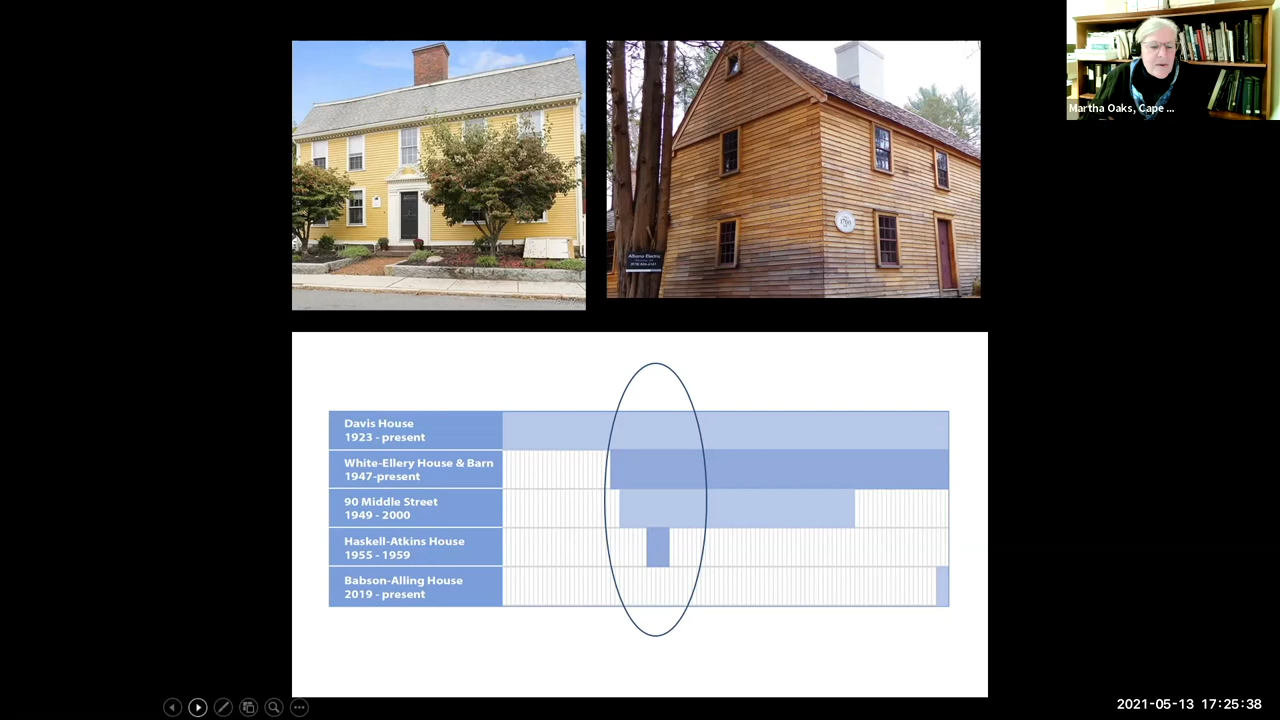 Martha Oaks, Cape ...
1760
Davis House
1923 - present
White-Ellery House & Barn
1947-present
90 Middle Street
1949 - 2000
Haskell-Atkins House
1955 - 1959
Babson-Alling House
2019 - present
2021-05-13 17:25:38